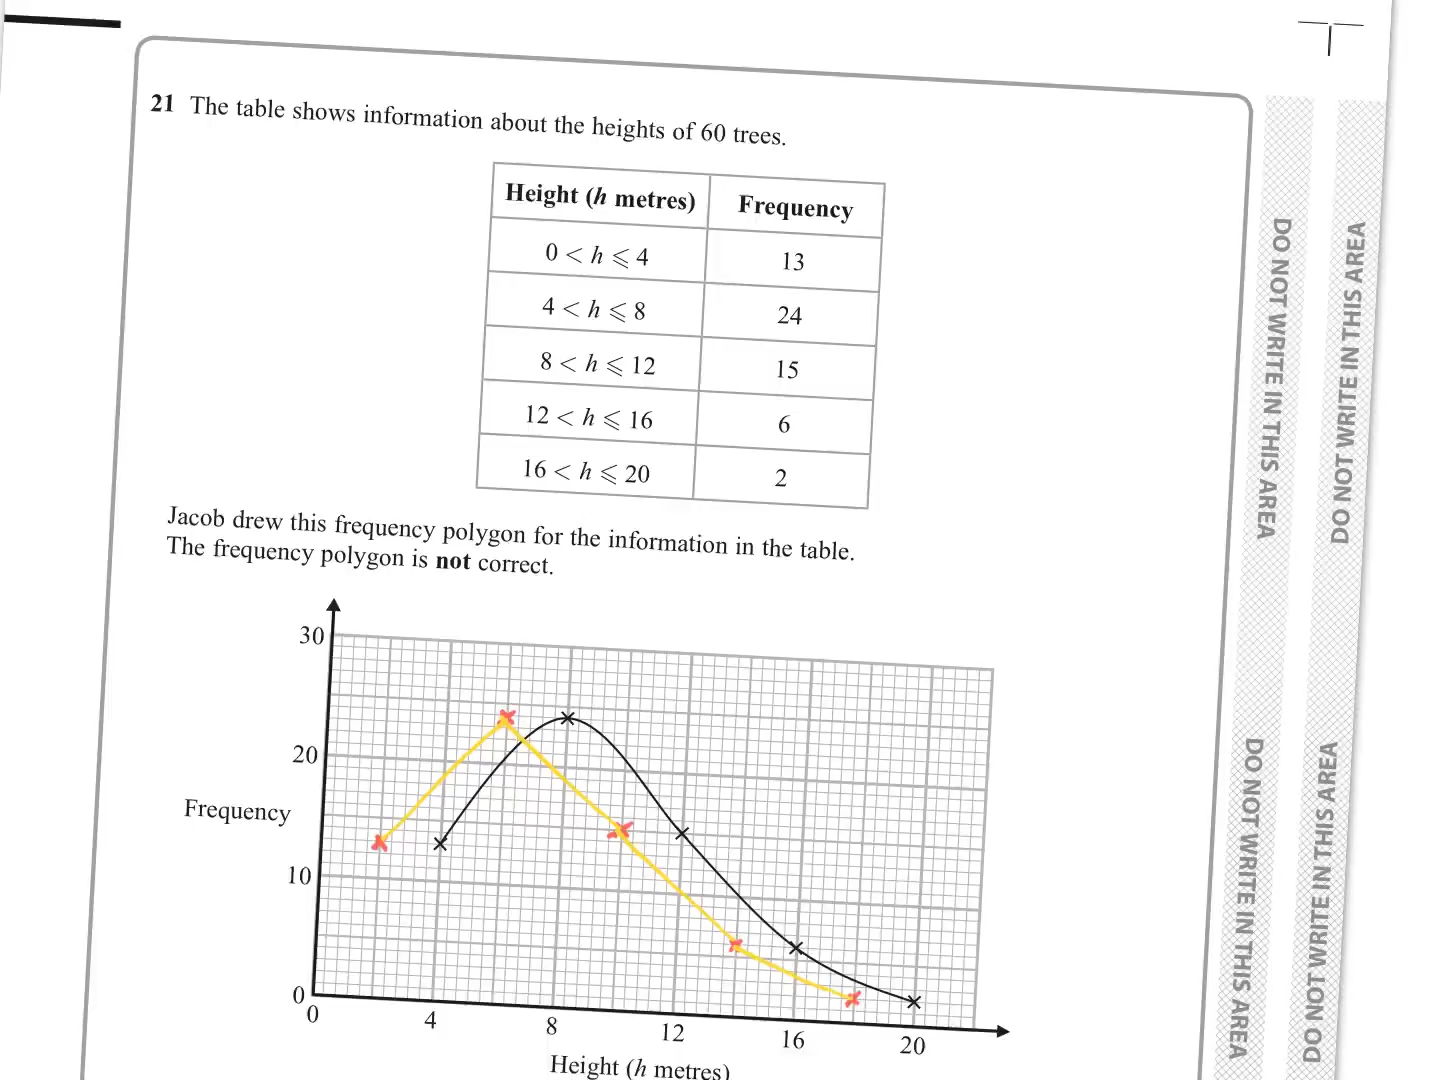 21 The table shows information about the heights of 60 trees.
Height (h metres) Frequency
0 < h ⩽ 4 13
4 < h ⩽ 8 24
8 < h ⩽ 12 15
12 < h ⩽ 16 6
16 < h ⩽ 20 2
Jacob drew this frequency polygon for the information in the table.
The frequency polygon is not correct.
30
20
Frequency
10
0
0 4 8 12 16 20
Height (h metres)
DO NOT WRITE IN THIS AREA
DO NOT WRITE IN THIS AREA
DO NOT WRITE IN THIS AREA
DO NOT WRITE IN THIS AREA